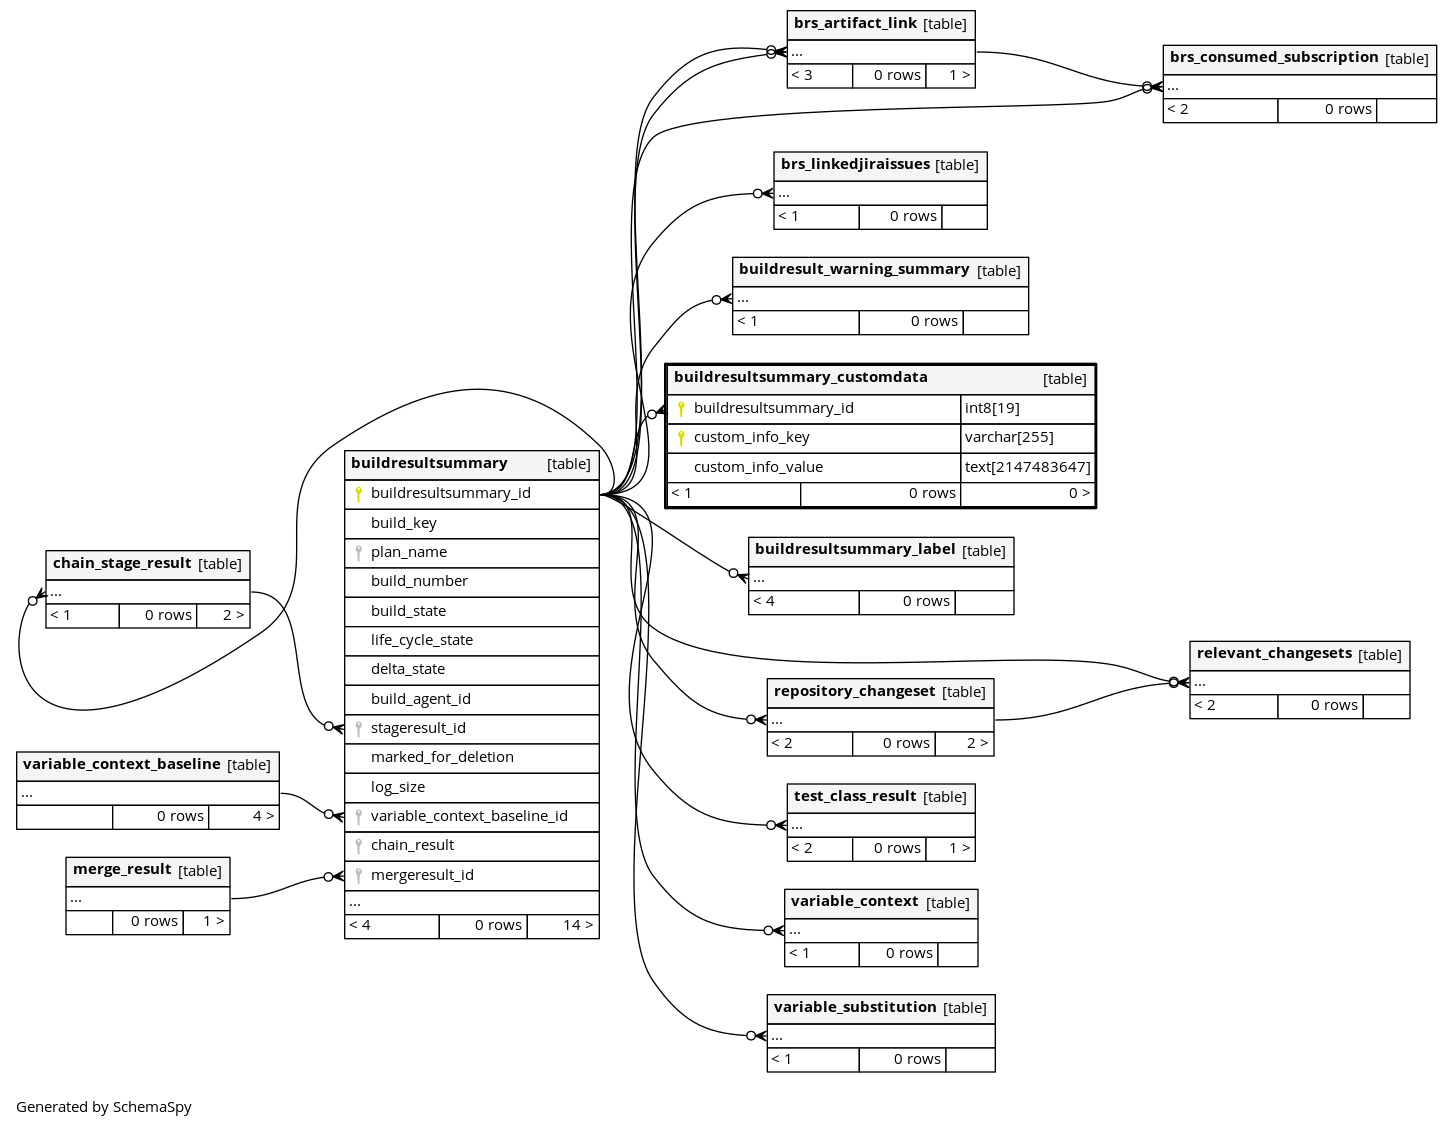 brs_artifact_link [table]
...
< 3 0 rows 1 >
brs_consumed_subscription [table]
...
< 2 0 rows
brs_linkedjiraissues [table]
...
< 1 0 rows
buildresult_warning_summary [table]
...
< 1 0 rows
buildresultsummary_customdata [table]
buildresultsummary_id int8[19]
custom_info_key varchar[255]
custom_info_value text[2147483647]
< 1 0 rows 0 >
buildresultsummary [table]
buildresultsummary_id
build_key
plan_name
build_number
build_state
life_cycle_state
delta_state
build_agent_id
stageresult_id
marked_for_deletion
log_size
variable_context_baseline_id
chain_result
mergeresult_id
...
< 4 0 rows 14 >
chain_stage_result [table]
...
< 1 0 rows 2 >
variable_context_baseline [table]
...
0 rows 4 >
merge_result [table]
...
0 rows 1 >
buildresultsummary_label [table]
...
< 4 0 rows
relevant_changesets [table]
...
< 2 0 rows
repository_changeset [table]
...
< 2 0 rows 2 >
test_class_result [table]
...
< 2 0 rows 1 >
variable_context [table]
...
< 1 0 rows
variable_substitution [table]
...
< 1 0 rows
Generated by SchemaSpy